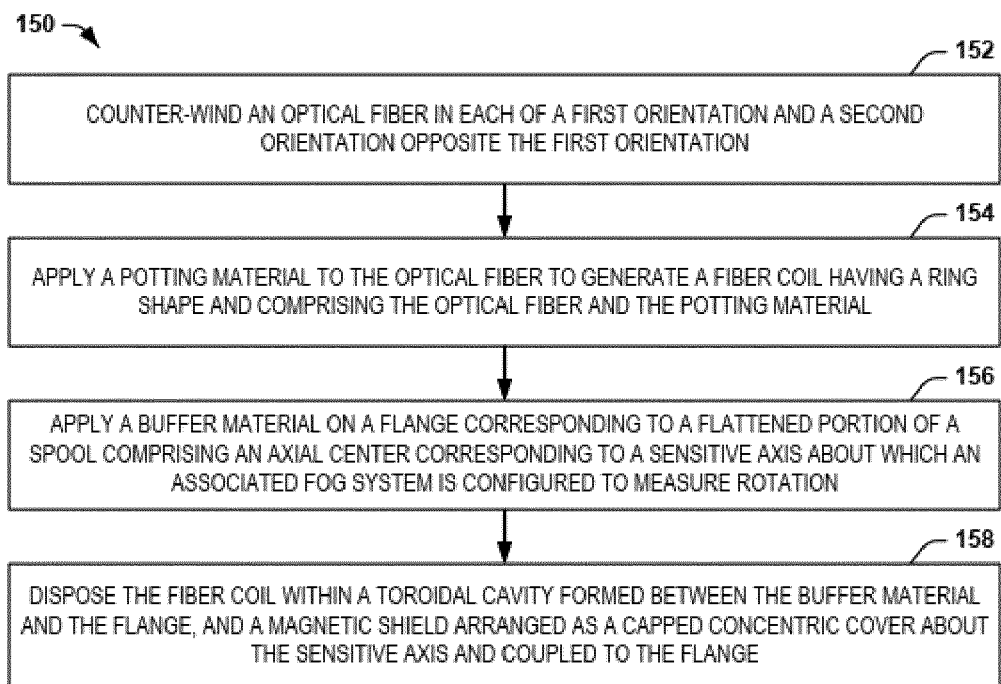 150
152
COUNTER-WIND AN OPTICAL FIBER IN EACH OF A FIRST ORIENTATION AND A SECOND
ORIENTATION OPPOSITE THE FIRST ORIENTATION
154
APPLY A POTTING MATERIAL TO THE OPTICAL FIBER TO GENERATE A FIBER COIL HAVING A RING
SHAPE AND COMPRISING THE OPTICAL FIBER AND THE POTTING MATERIAL
156
APPLY A BUFFER MATERIAL ON A FLANGE CORRESPONDING TO A FLATTENED PORTION OF A
SPOOL COMPRISING AN AXIAL CENTER CORRESPONDING TO A SENSITIVE AXIS ABOUT WHICH AN
ASSOCIATED FOG SYSTEM IS CONFIGURED TO MEASURE ROTATION
158
DISPOSE THE FIBER COIL WITHIN A TOROIDAL CAVITY FORMED BETWEEN THE BUFFER MATERIAL
AND THE FLANGE, AND A MAGNETIC SHIELD ARRANGED AS A CAPPED CONCENTRIC COVER ABOUT
THE SENSITIVE AXIS AND COUPLED TO THE FLANGE